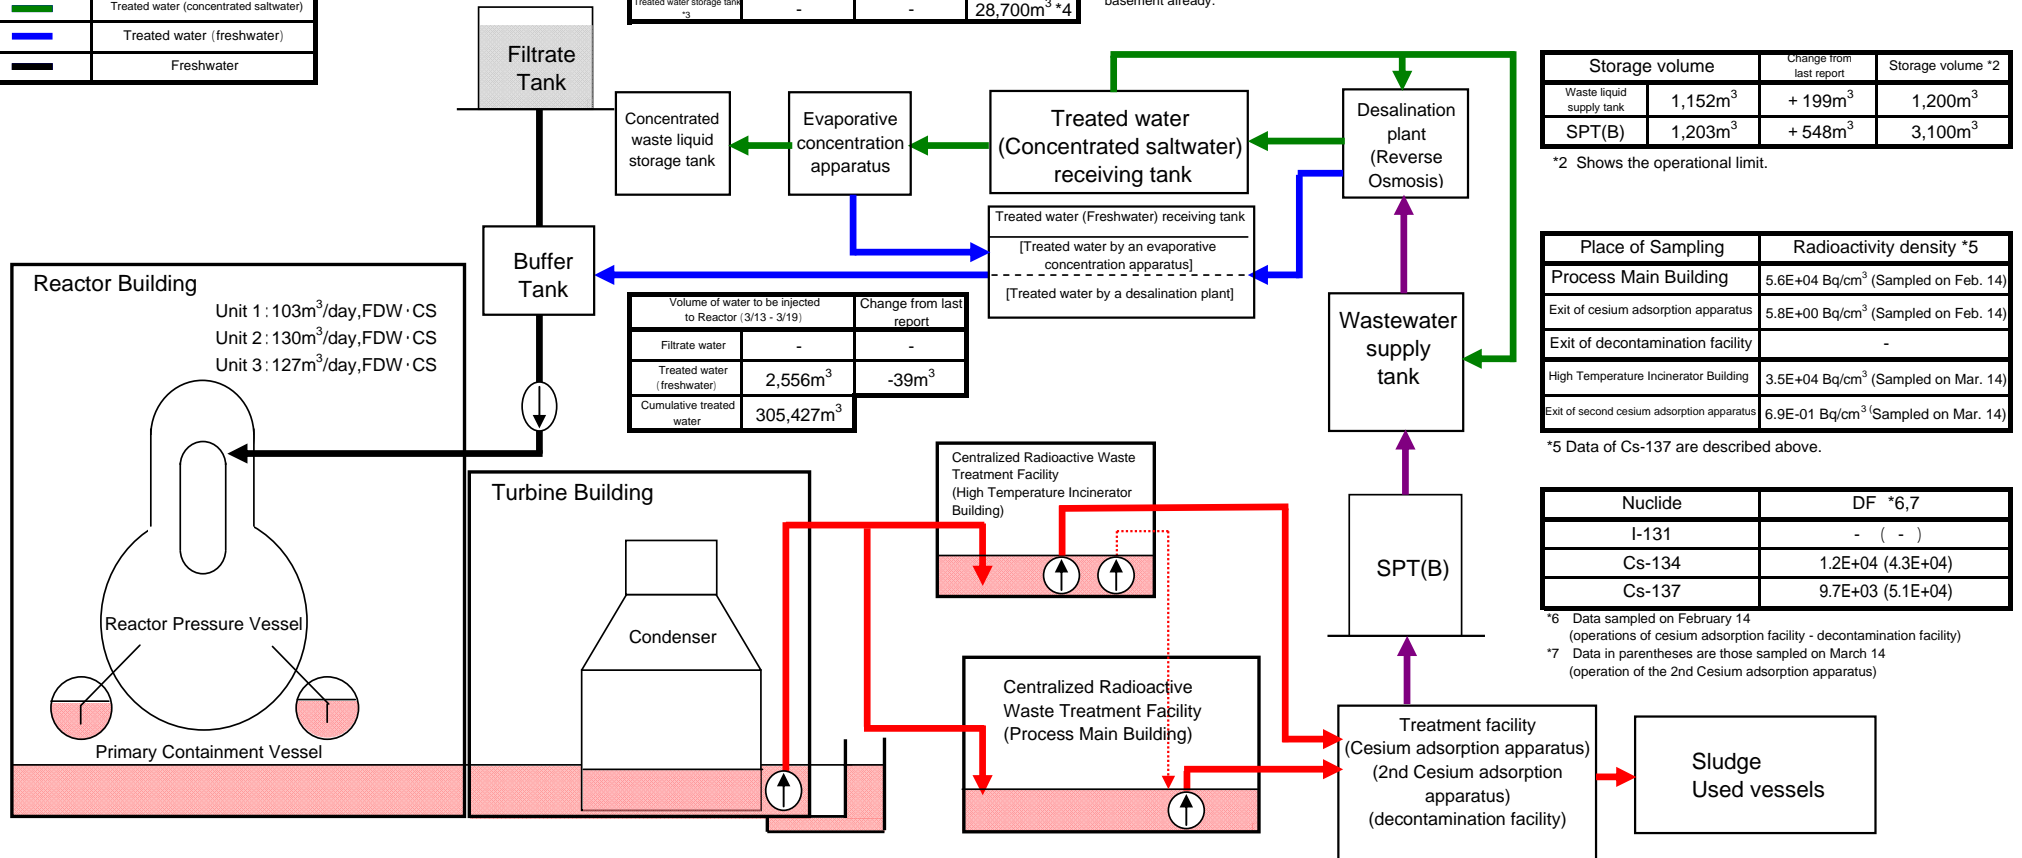 Treated water (concentrated saltwater)
Treated water (freshwater)
Freshwater
Treated water storage tank *3 - - 28,700m³ *4
basement already.
Filtrate
Tank
Concentrated
waste liquid
storage tank
Evaporative
concentration
apparatus
Treated water
(Concentrated saltwater)
receiving tank
Desalination
plant
(Reverse
Osmosis)
Storage volume Change from last report Storage volume *2
Waste liquid supply tank 1,152m³ + 199m³ 1,200m³
SPT(B) 1,203m³ + 548m³ 3,100m³
*2 Shows the operational limit.
Treated water (Freshwater) receiving tank
[Treated water by an evaporative
concentration apparatus]
[Treated water by a desalination plant]
Buffer
Tank
Place of Sampling Radioactivity density *5
Process Main Building 5.6E+04 Bq/cm³ (Sampled on Feb. 14)
Exit of cesium adsorption apparatus 5.8E+00 Bq/cm³ (Sampled on Feb. 14)
Exit of decontamination facility -
High Temperature Incinerator Building 3.5E+04 Bq/cm³ (Sampled on Mar. 14)
Exit of second cesium adsorption apparatus 6.9E-01 Bq/cm³ (Sampled on Mar. 14)
*5 Data of Cs-137 are described above.
Reactor Building
Unit 1 : 103m³/day,FDW・CS
Unit 2 : 130m³/day,FDW・CS
Unit 3 : 127m³/day,FDW・CS
Volume of water to be injected to Reactor (3/13 - 3/19) Change from last report
Filtrate water - -
Treated water (freshwater) 2,556m³ -39m³
Cumulative treated water 305,427m³
Wastewater
supply
tank
Centralized Radioactive Waste
Treatment Facility
(High Temperature Incinerator
Building)
Turbine Building
Nuclide DF *6,7
I-131 - ( - )
Cs-134 1.2E+04 (4.3E+04)
Cs-137 9.7E+03 (5.1E+04)
*6 Data sampled on February 14
(operations of cesium adsorption facility - decontamination facility)
*7 Data in parentheses are those sampled on March 14
(operation of the 2nd Cesium adsorption apparatus)
SPT(B)
Reactor Pressure Vessel
Condenser
Primary Containment Vessel
Centralized Radioactive
Waste Treatment Facility
(Process Main Building)
Treatment facility
(Cesium adsorption apparatus)
(2nd Cesium adsorption
apparatus)
(decontamination facility)
Sludge
Used vessels